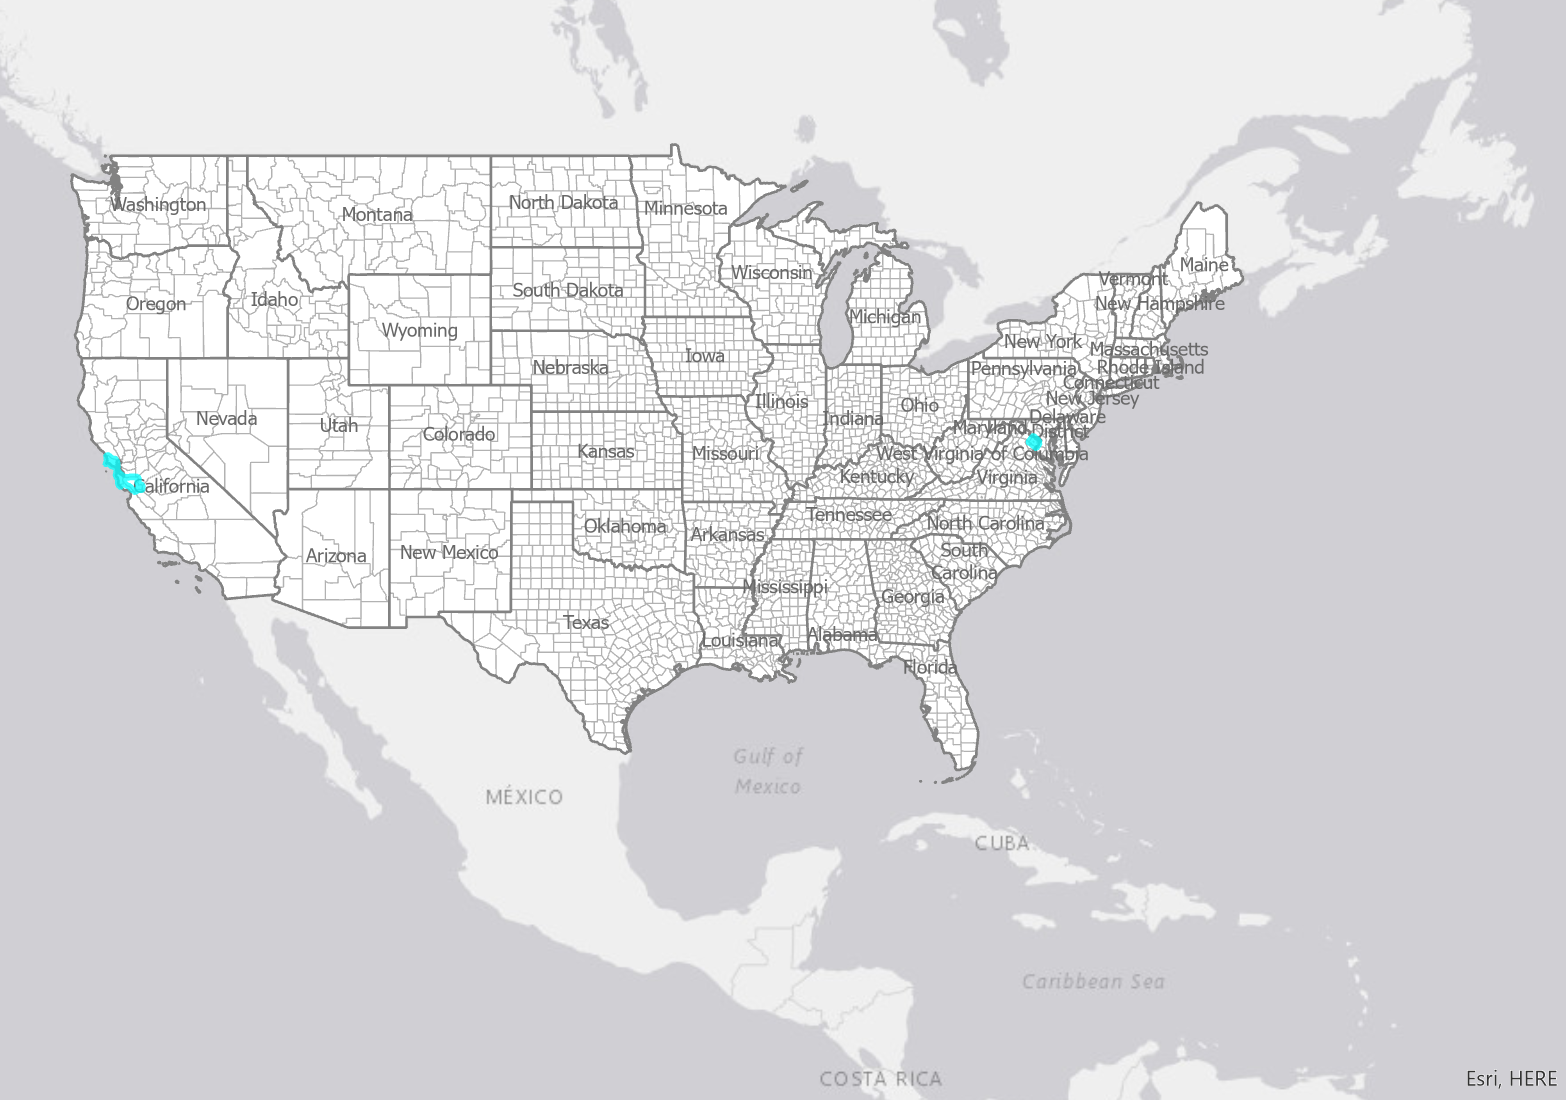 Washington
Montana
North Dakota
Minnesota
Oregon
Idaho
Wyoming
South Dakota
Wisconsin
Michigan
Maine
Vermont
New Hampshire
New York
Massachusetts
Rhode Island
Connecticut
Pennsylvania
New Jersey
Nevada
Utah
Colorado
Nebraska
Iowa
Illinois
Indiana
Ohio
Delaware
Maryland
District
of Columbia
West Virginia
Virginia
California
Kansas
Missouri
Kentucky
Arizona
New Mexico
Oklahoma
Arkansas
Tennessee
North Carolina
South
Carolina
Texas
Louisiana
Mississippi
Alabama
Georgia
Florida
Gulf of
Mexico
MÉXICO
CUBA
Caribbean Sea
COSTA RICA
Esri, HERE